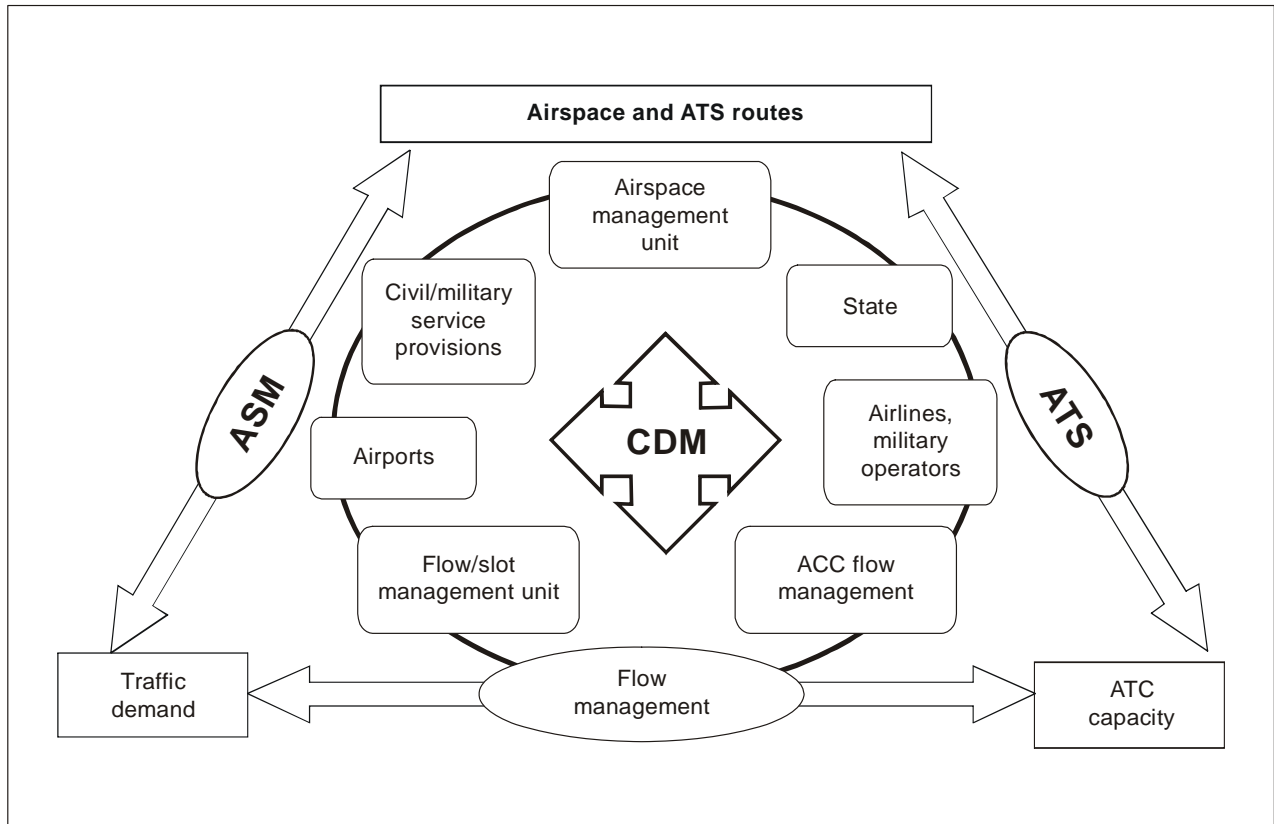 Airspace and ATS routes
Airspace
management
unit
Civil/military
service
provisions
State
ASM
ATS
Airlines,
military
operators
CDM
Airports
Flow/slot
management unit
ACC flow
management
Traffic
demand
Flow
management
ATC
capacity